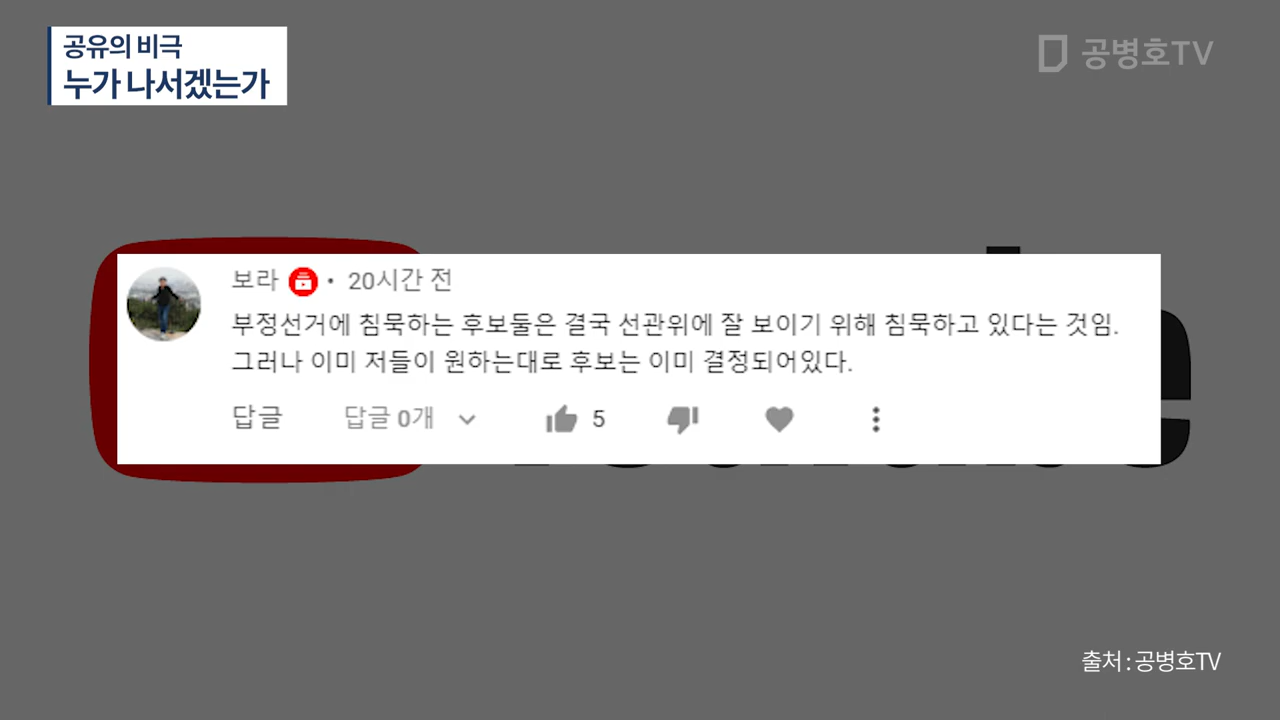 공유의 비극
누가 나서겠는가
공병호TV
보라 • 20시간 전
부정선거에 침묵하는 후보둘은 결국 선관위에 잘 보이기 위해 침묵하고 있다는 것임.
그러나 이미 저들이 원하는대로 후보는 이미 결정되어있다.
답글 답글 0개 5
출처 : 공병호TV